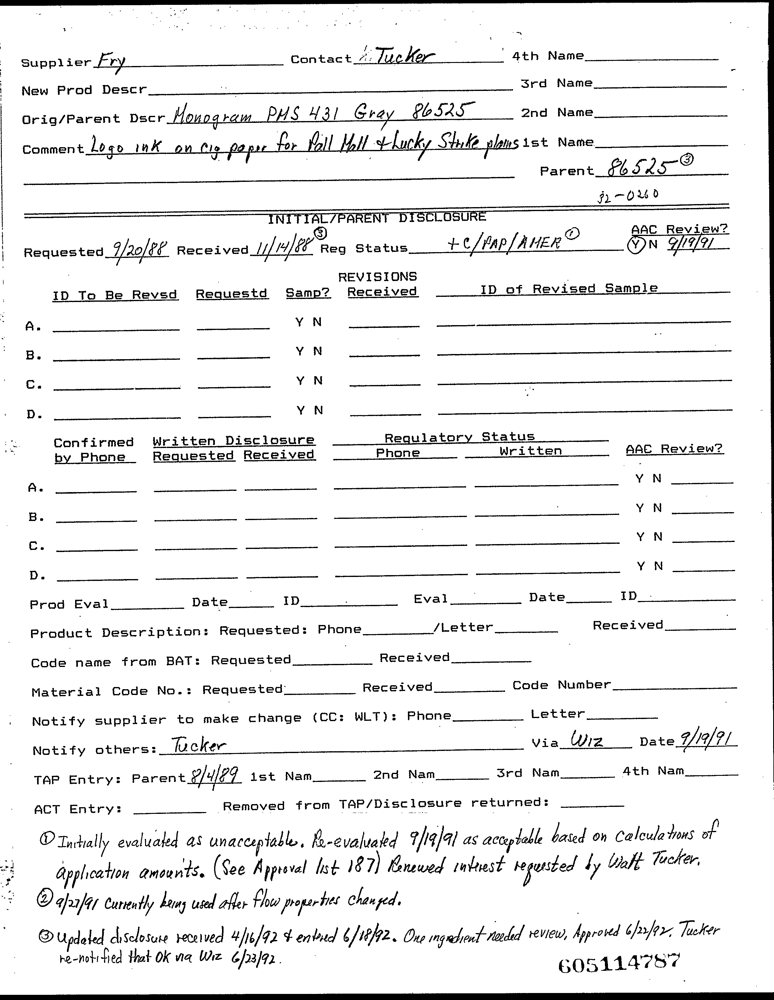 Supplier Fry Contact Tucker 4th Name
New Prod Descr 3rd Name
Orig/Parent Dscr Monogram PMS 431 Gray 86525 2nd Name
Comment Logo ink on cig paper for Pall Mall + Lucky Strike plains 1st Name
Parent 86525 ③
92-0260
INITIAL/PARENT DISCLOSURE
AAC Review?
Requested 9/20/88 Received 11/14/88 ③ Reg Status +C/PAP/AMER ① Y N 9/19/91
REVISIONS
ID To Be Revsd Requestd Samp? Received ID of Revised Sample
A. Y N
B. Y N
C. Y N
D. Y N
Confirmed Written Disclosure Regulatory Status
by Phone Requested Received Phone Written AAC Review?
A. Y N
B. Y N
C. Y N
D. Y N
Prod Eval Date ID Eval Date ID
Product Description: Requested: Phone /Letter Received
Code name from BAT: Requested Received
Material Code No.: Requested Received Code Number
Notify supplier to make change (CC: WLT): Phone Letter
Notify others: Tucker Via Wiz Date 9/19/91
TAP Entry: Parent 8/4/89 1st Nam 2nd Nam 3rd Nam 4th Nam
ACT Entry: Removed from TAP/Disclosure returned:
① Initially evaluated as unacceptable. Re-evaluated 9/19/91 as acceptable based on calculations of
application amounts. (See Approval list 187) Renewed interest requested by Walt Tucker.
② 9/27/91 Currently being used after flow properties changed.
③ Updated disclosure received 4/16/92 & entered 6/18/92. One ingredient needed review, Approved 6/22/92. Tucker
re-notified that OK via Wiz 6/23/92.
605114787